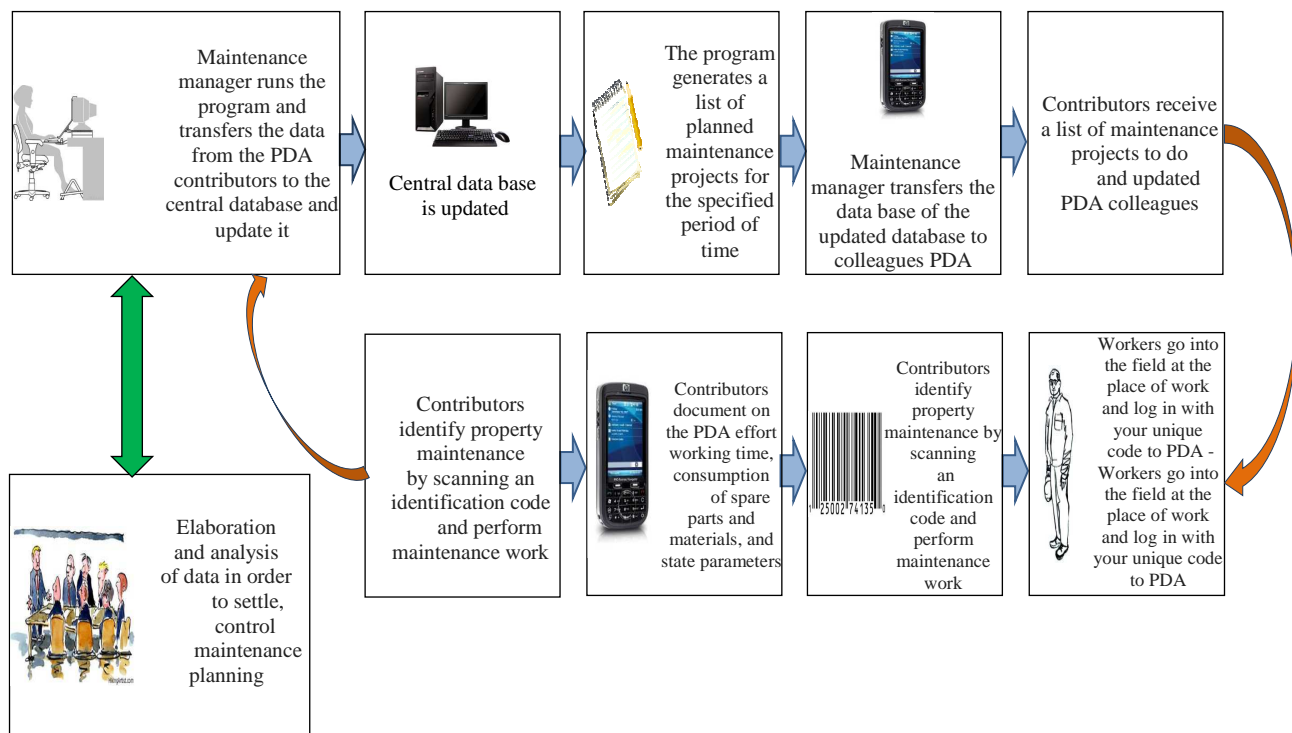 Maintenance
manager runs the
program and
transfers the data
from the PDA
contributors to the
central database and
update it
Central data base
is updated
The program
generates a
list of
planned
maintenance
projects for
the specified
period of
time
Maintenance
manager transfers the
data base of the
updated database to
colleagues PDA
Contributors receive
a list of maintenance
projects to do
and updated
PDA colleagues
Contributors
identify property
maintenance
by scanning an
identification code
and perform
maintenance work
Contributors
document on
the PDA effort
working time,
consumption
of spare
parts and
materials, and
state parameters
1 25002 74135 0
Contributors
identify
property
maintenance by
scanning
an
identification
code and
perform
maintenance
work
Workers go into
the field at the
place of work
and log in with
your unique
code to PDA -
Workers go into
the field at the
place of work
and log in with
your unique code
to PDA
Elaboration
and analysis
of data in order
to settle,
control
maintenance
planning